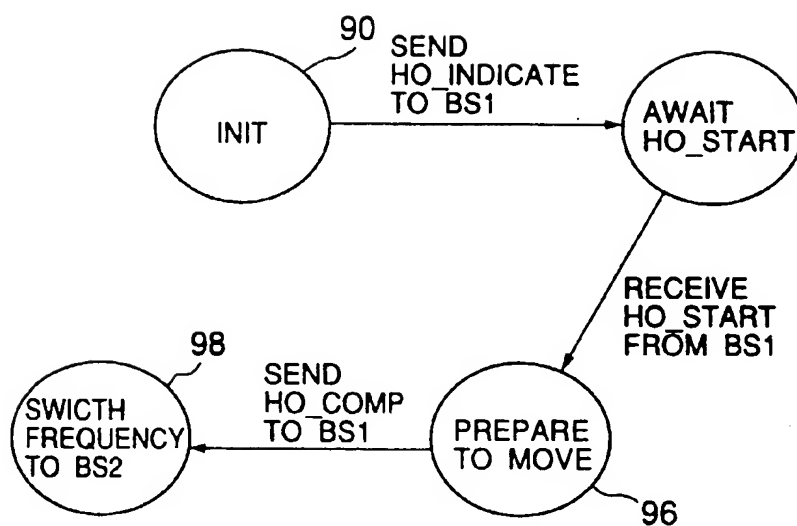 90
SEND
HO_INDICATE
TO BS1
INIT
AWAIT
HO_START
RECEIVE
HO_START
FROM BS1
98
SEND
HO_COMP
TO BS1
SWICTH
FREQUENCY
TO BS2
PREPARE
TO MOVE
96